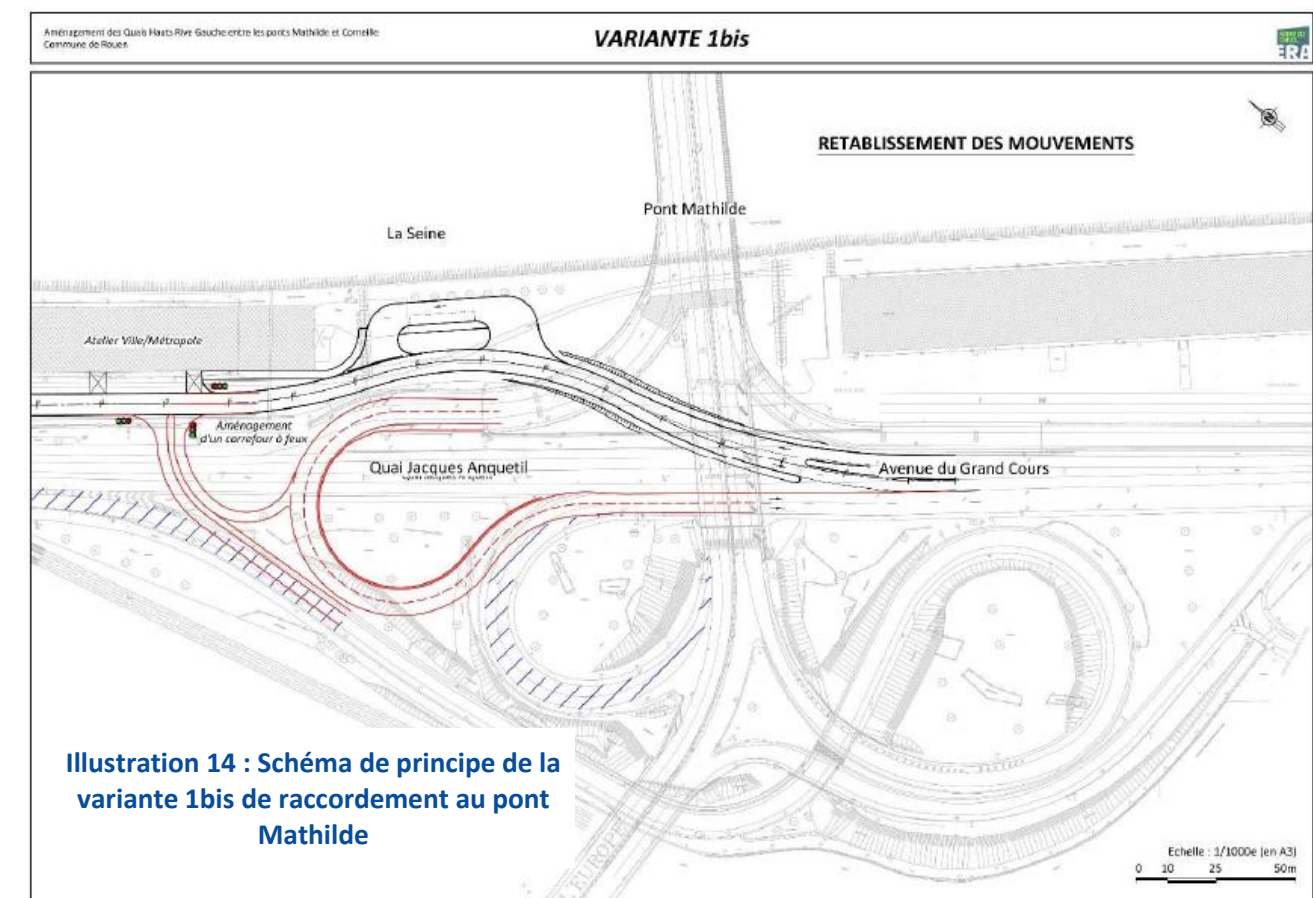 Aménagement des Quais Hauts Rive Gauche entre les ponts Mathilde et Corneille
Commune de Rouen
VARIANTE 1bis
ERA
RETABLISSEMENT DES MOUVEMENTS
Pont Mathilde
La Seine
Atelier Ville/Métropole
Aménagement
d'un carrefour à feux
Quai Jacques Anquetil
Avenue du Grand Cours
Illustration 14 : Schéma de principe de la
variante 1bis de raccordement au pont
Mathilde
EUROPE
Echelle : 1/1000e (en A3)
0 10 25 50m